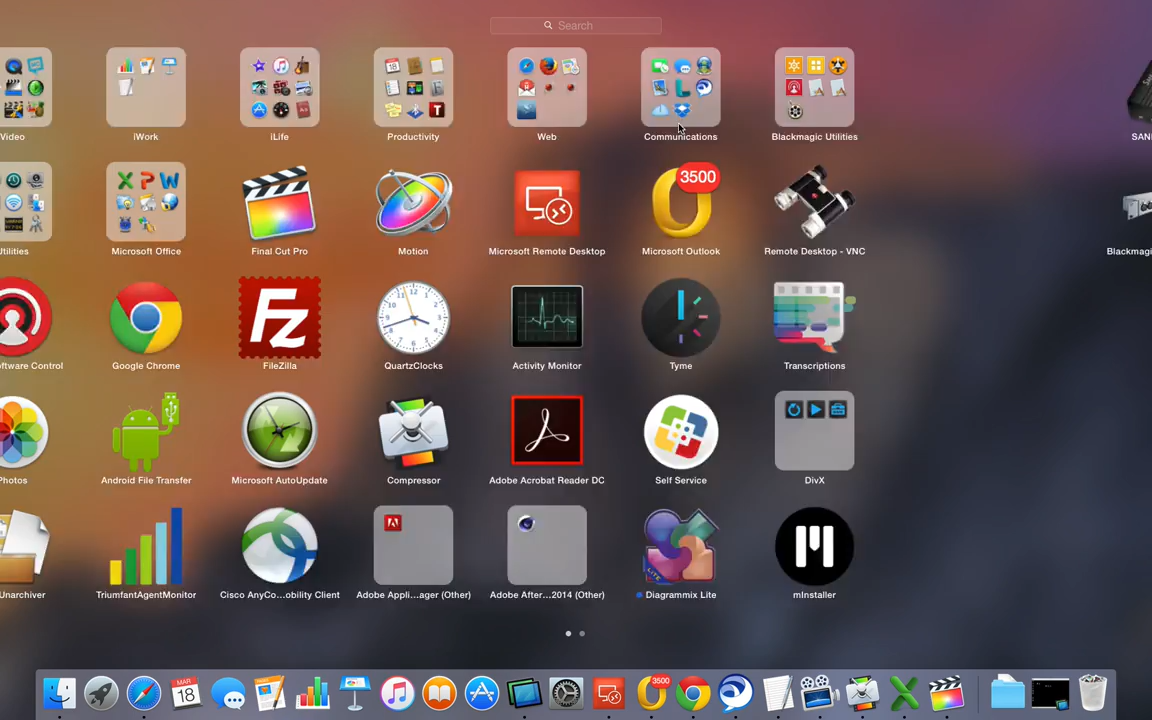 Search
Video
iWork
iLife
Productivity
Web
Communications
Blackmagic Utilities
SAN
3500
Utilities
Microsoft Office
Final Cut Pro
Motion
Microsoft Remote Desktop
Microsoft Outlook
Remote Desktop - VNC
Blackmagi
ftware Control
Google Chrome
FileZilla
QuartzClocks
Activity Monitor
Tyme
Transcriptions
Photos
Android File Transfer
Microsoft AutoUpdate
Compressor
Adobe Acrobat Reader DC
Self Service
DivX
Unarchiver
TriumfantAgentMonitor
Cisco AnyCo...obility Client
Adobe Appli...ager (Other)
Adobe After...2014 (Other)
LITE
Diagrammix Lite
mInstaller
MAR
18
3500